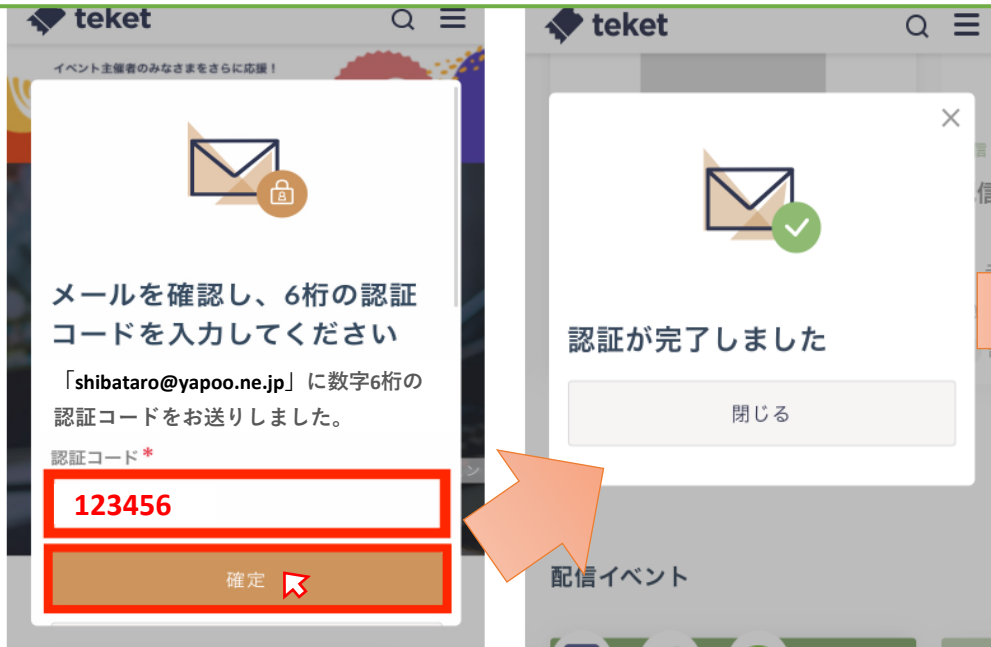 teket
イベント主催者のみなさまをさらに応援！
メールを確認し、6桁の認証
コードを入力してください
「shibataro@yapoo.ne.jp」に数字6桁の
認証コードをお送りしました。
認証コード*
123456
確定
ン
teket
認証が完了しました
閉じる
配信イベント